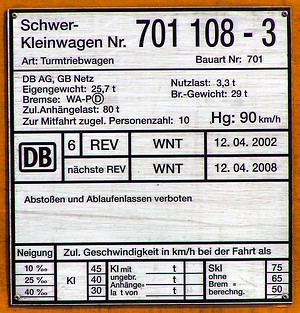 Schwer-
Kleinwagen Nr. 701 108 - 3
Art: Turmtriebwagen Bauart Nr: 701
DB AG, GB Netz
Eigengewicht: 25,7 t Nutzlast: 3,3 t
Bremse: WA-P(D) Br.-Gewicht: 29 t
Zul.Anhängelast: 80 t
Zur Mitfahrt zugel. Personenzahl: 10 Hg: 90 km/h
DB 6 REV WNT 12. 04. 2002
nächste REV WNT 12. 04. 2008
Abstoßen und Ablaufenlassen verboten
Neigung Zul. Geschwindigkeit in km/h bei der Fahrt als
10 ‰ Kl 45 Kl mit t Skl 75
25 ‰ 40 ungebr. t ohne 65
40 ‰ 30 Anhänge- Brem 50
la t von t berechng.